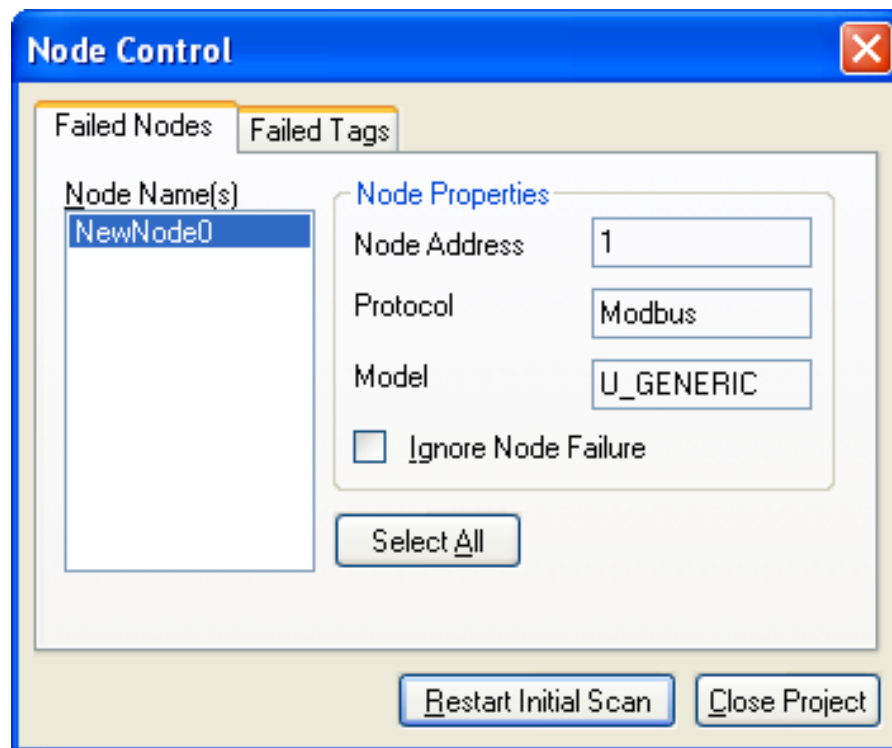 Node Control
Failed Nodes
Failed Tags
Node Name(s)
NewNode0
Node Properties
Node Address
1
Protocol
Modbus
Model
U_GENERIC
Ignore Node Failure
Select All
Restart Initial Scan
Close Project